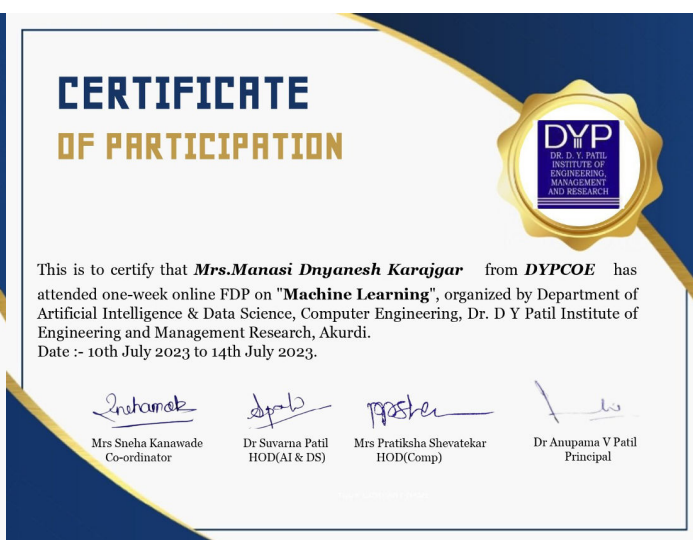 CERTIFICATE
OF PARTICIPATION
DYP
DR. D. Y. PATIL
INSTITUTE OF
ENGINEERING,
MANAGEMENT
AND RESEARCH
This is to certify that Mrs.Manasi Dnyanesh Karajgar from DYPCOE has
attended one-week online FDP on "Machine Learning", organized by Department of
Artificial Intelligence & Data Science, Computer Engineering, Dr. D Y Patil Institute of
Engineering and Management Research, Akurdi.
Date :- 10th July 2023 to 14th July 2023.
Mrs Sneha Kanawade Dr Suvarna Patil Mrs Pratiksha Shevatekar Dr Anupama V Patil
Co-ordinator HOD(AI & DS) HOD(Comp) Principal